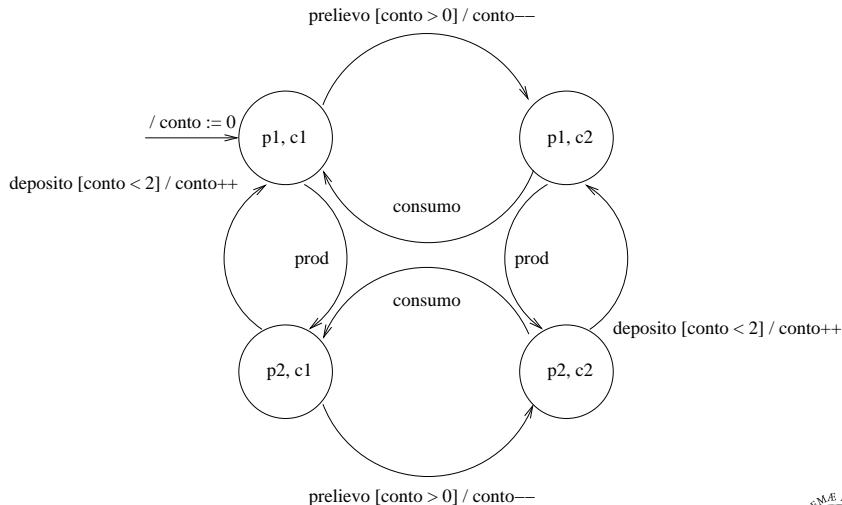 prelievo [conto > 0] / conto−−
/ conto := 0
p1, c1
p1, c2
deposito [conto < 2] / conto++
consumo
prod
prod
consumo
deposito [conto < 2] / conto++
p2, c1
p2, c2
prelievo [conto > 0] / conto−−